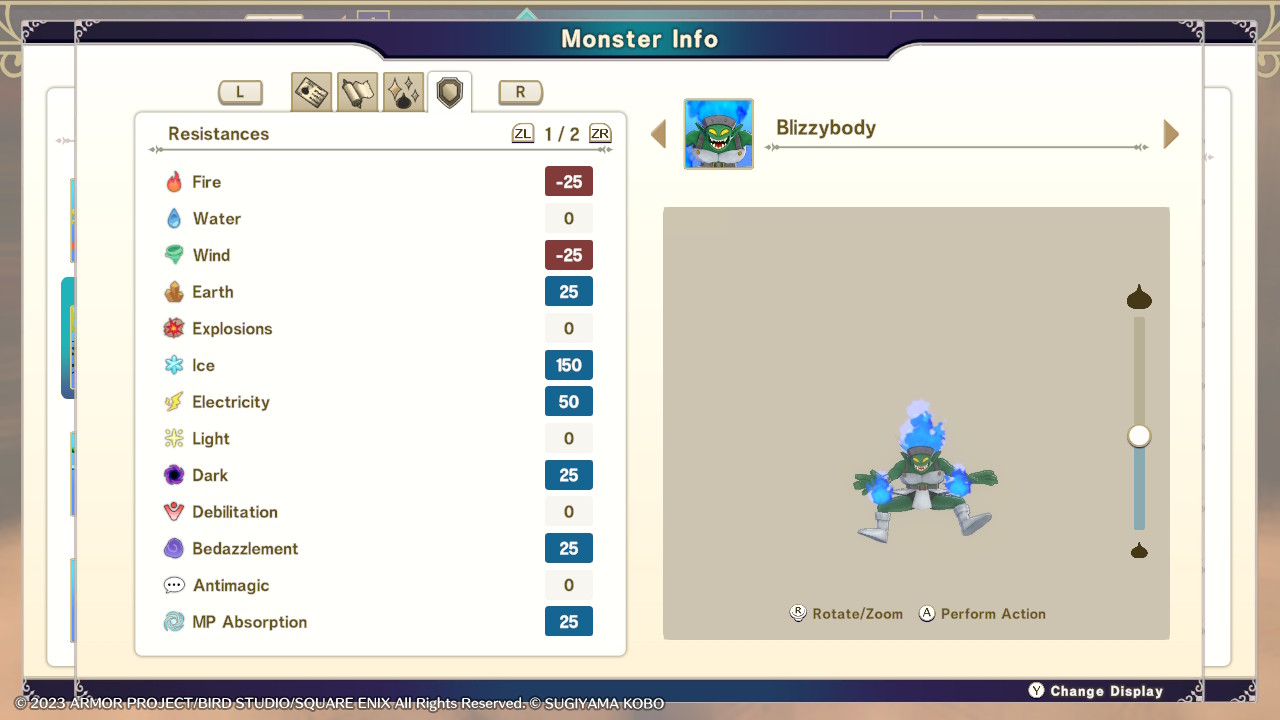 Monster Info
L
R
Resistances
ZL 1 / 2 ZR
Fire -25
Water 0
Wind -25
Earth 25
Explosions 0
Ice 150
Electricity 50
Light 0
Dark 25
Debilitation 0
Bedazzlement 25
Antimagic 0
MP Absorption 25
Blizzybody
R Rotate/Zoom A Perform Action
Y Change Display
© 2023 ARMOR PROJECT/BIRD STUDIO/SQUARE ENIX All Rights Reserved. © SUGIYAMA KOBO